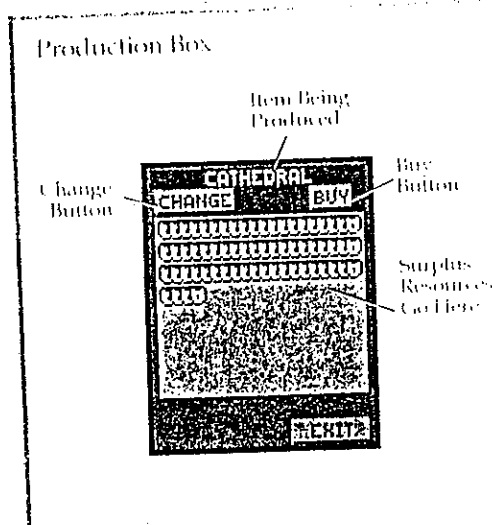 Production Box
Item Being
Produced
Change
Button
Buy
Button
CATHEDRAL
CHANGE
BUY
Surplus
Resources
Go Here
EXIT